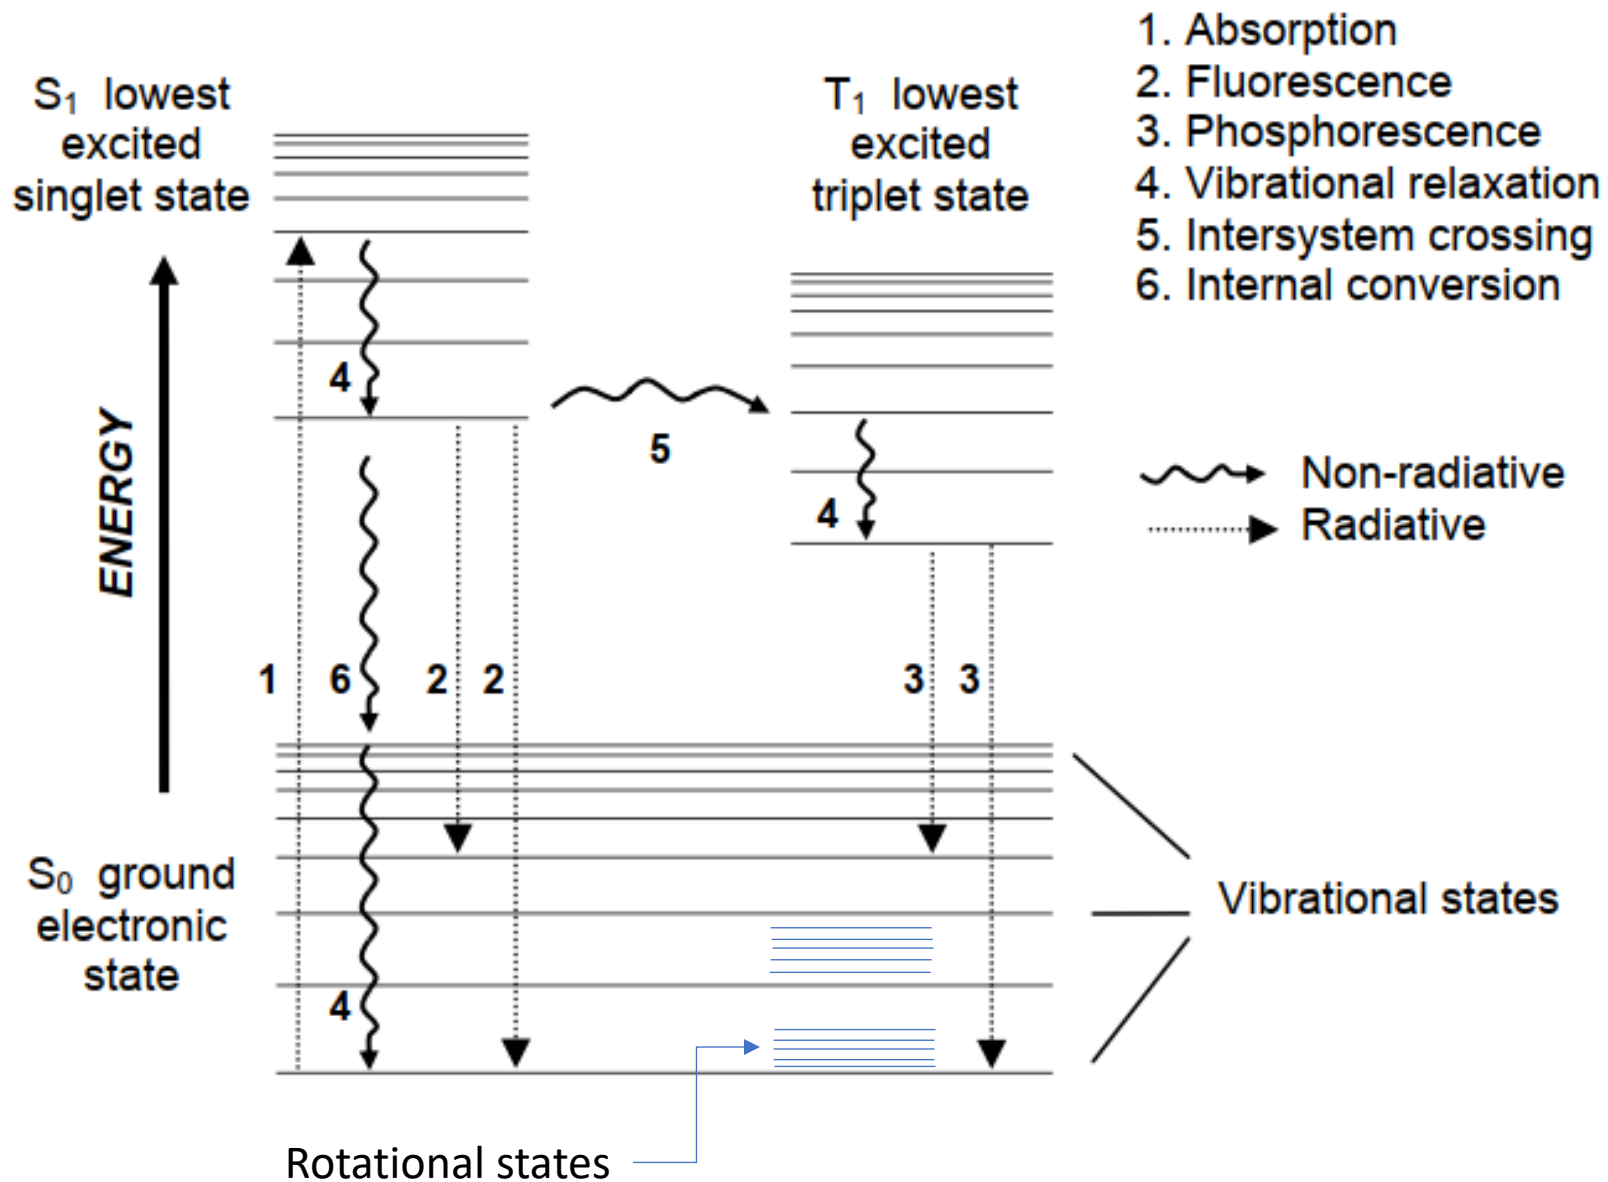 S₁ lowest
excited
singlet state
T₁ lowest
excited
triplet state
1. Absorption
2. Fluorescence
3. Phosphorescence
4. Vibrational relaxation
5. Intersystem crossing
6. Internal conversion
ENERGY
4
5
4
Non-radiative
Radiative
1
6
2
2
3
3
S₀ ground
electronic
state
4
Vibrational states
Rotational states